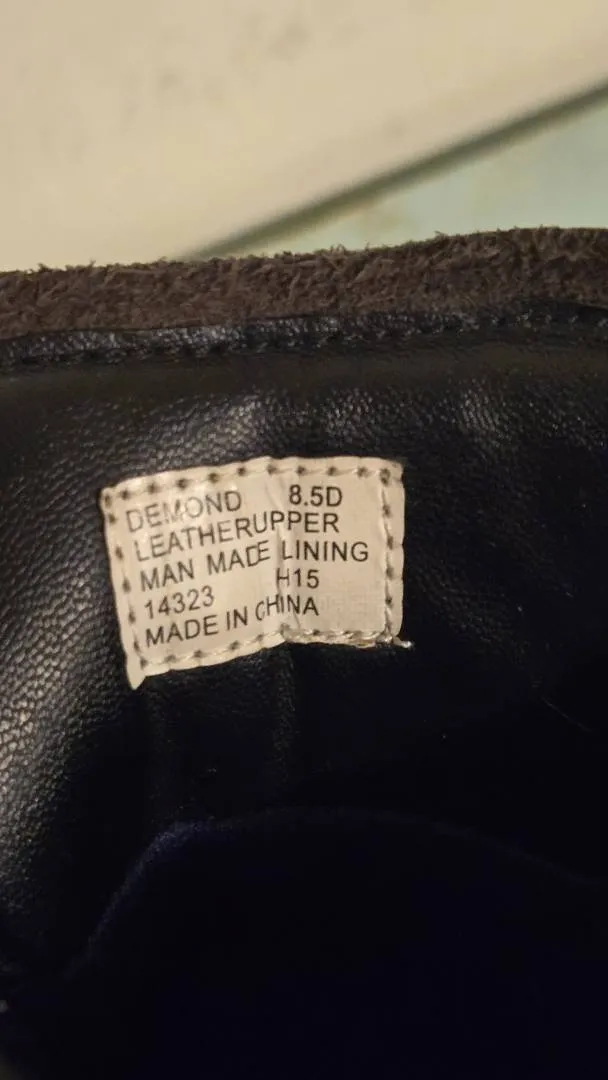 DEMOND 8.5D
LEATHERUPPER
MAN MADE LINING
14323 H15
MADE IN CHINA